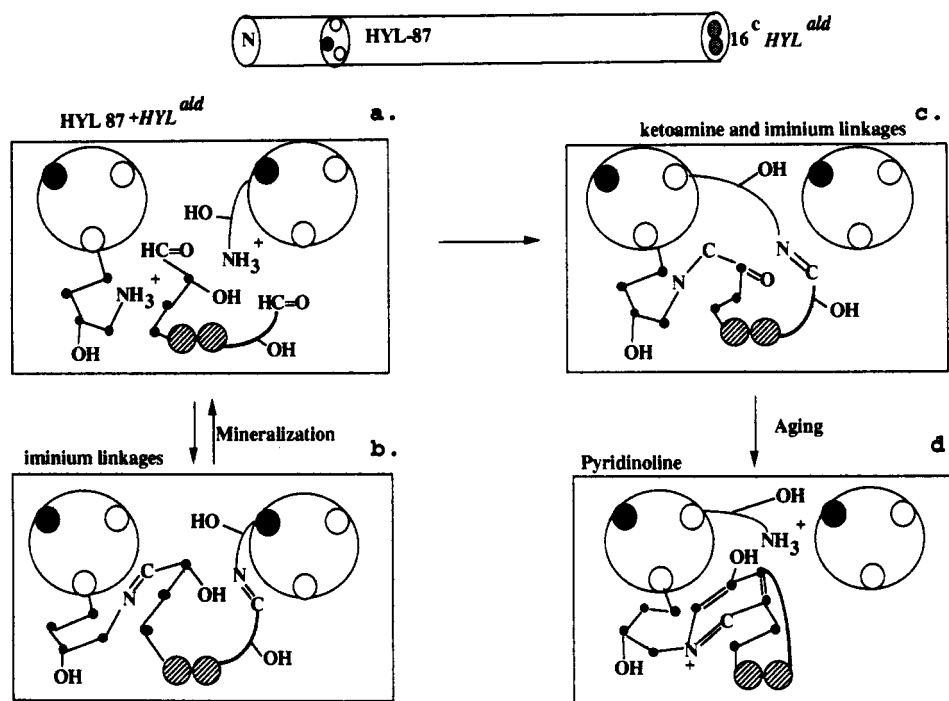 N
HYL-87
16 c HYL ald
HYL 87 + HYL ald
a.
HO
NH3 +
HC=O
+
NH3
OH
HC=O
OH
OH
c.
ketoamine and iminium linkages
OH
N
C
C
N
O
OH
OH
Mineralization
Aging
iminium linkages
b.
HO
C
N
OH
N
C
OH
OH
d
Pyridinoline
OH
NH3 +
OH
C
OH
N
+